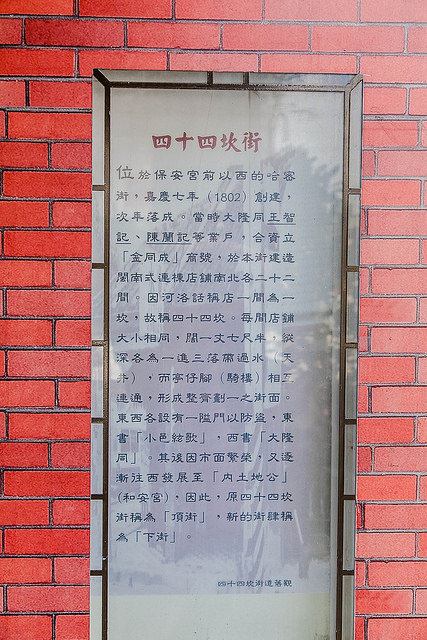 四十四坎街
位於保安宮前以西的哈密
街，嘉慶七年（1802）創建，
次年落成。當時大隆同王智
記、陳蘭記等業戶，合資立
「金同成」商號，於本街建造
閩南式連棟店鋪南北各二十二
間。因河洛話稱店一間為一
坎，故稱四十四坎。每間店鋪
大小相同，闊一丈七尺半，縱
深各為一進三落帶過水（天
井），而亭仔腳（騎樓）相互
連通，形成整齊劃一之街面。
東西各設有一隘門以防盜，東
書「小邑絃歌」，西書「大隆
同」。其後因市面繁榮，又逐
漸往西發展至「內土地公」
(和安宮)，因此，原四十四坎
街稱為「頂街」，新的街肆稱
為「下街」。
四十四坎街道舊觀